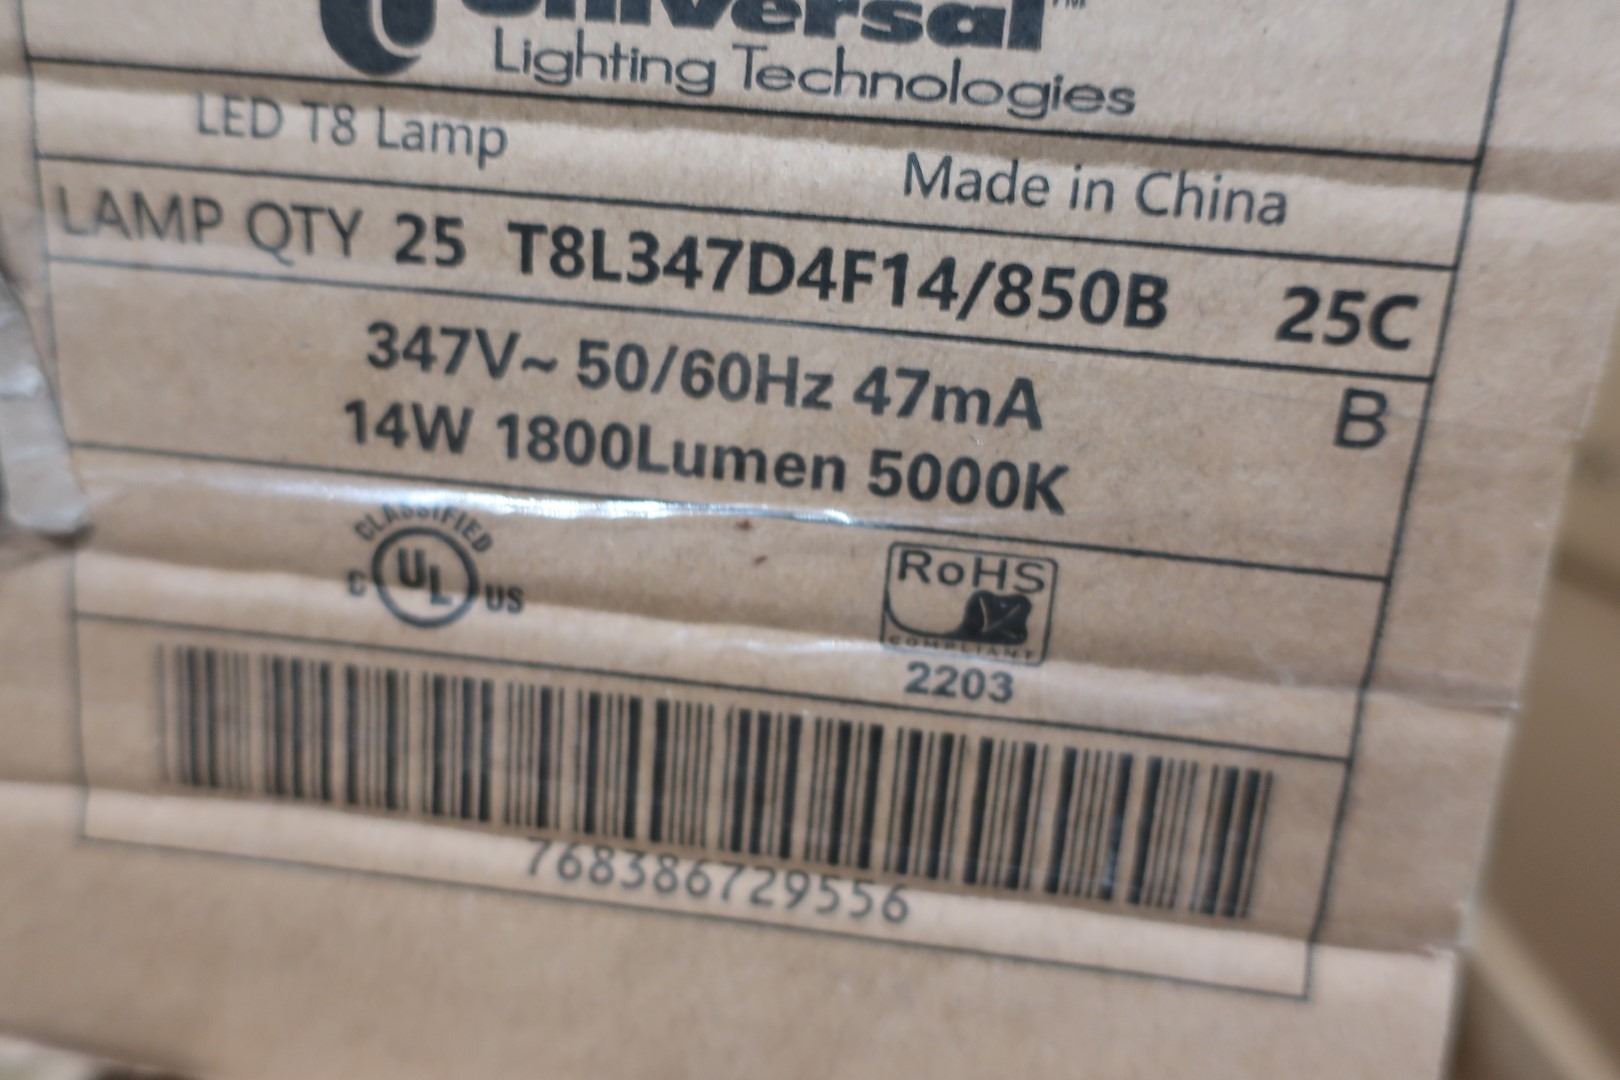 Universal™
Lighting Technologies
LED T8 Lamp
Made in China
LAMP QTY 25 T8L347D4F14/850B 25C
347V~ 50/60Hz 47mA B
14W 1800Lumen 5000K
CLASSIFIED
C UL US
RoHS
COMPLIANT
2203
768386729556